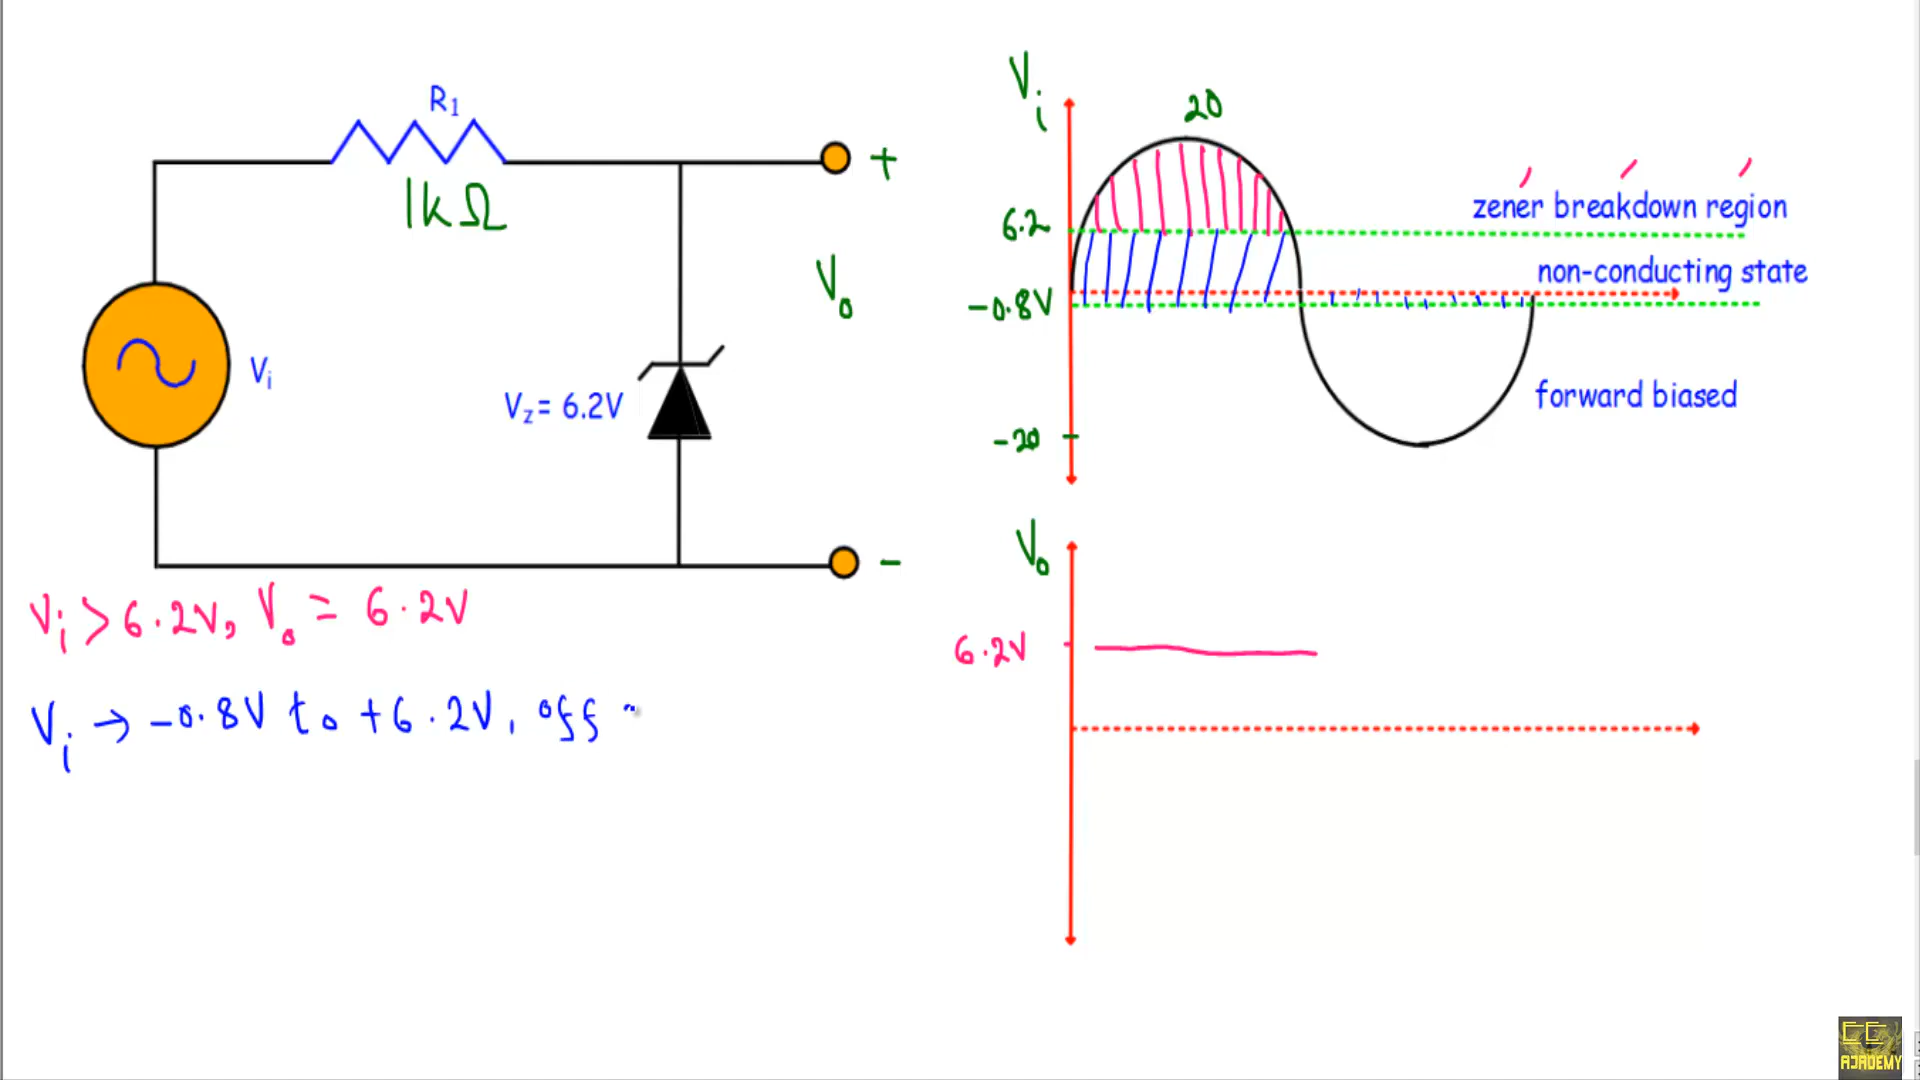 R1
1kΩ
+
Vo
Vi
Vz = 6.2V
-
Vi > 6.2V, Vo = 6.2V
Vi → -0.8V to +6.2V, off
Vi
20
zener breakdown region
6.2
non-conducting state
-0.8V
forward biased
-20
Vo
6.2V
EE
AJADEMY